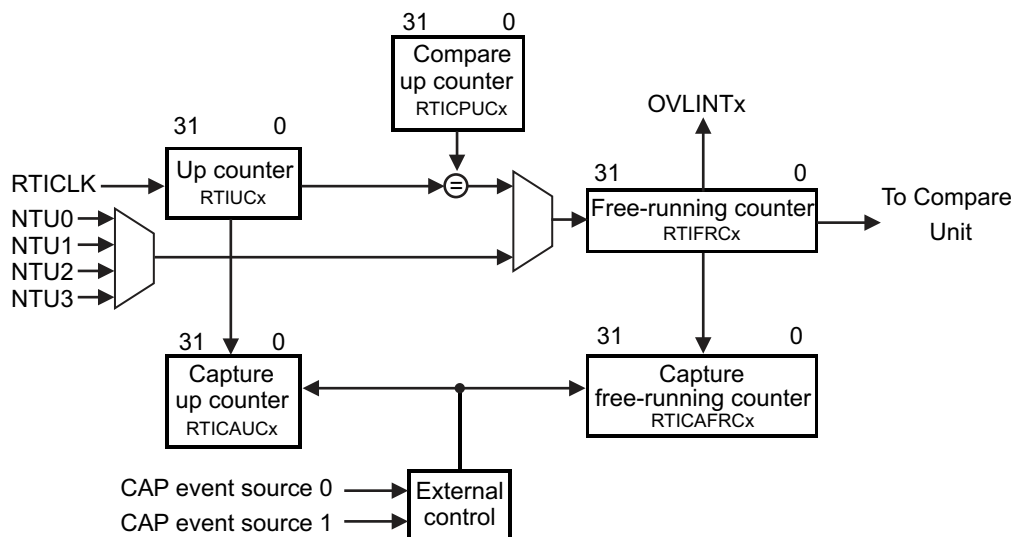 31 0
Compare
up counter
RTICPUCx
OVLINTx
31 0
Up counter
RTIUCx
RTICLK
=
31 0
Free-running counter
RTIFRCx
To Compare
Unit
NTU0
NTU1
NTU2
NTU3
31 0
Capture
up counter
RTICAUCx
31 0
Capture
free-running counter
RTICAFRCx
CAP event source 0
CAP event source 1
External
control